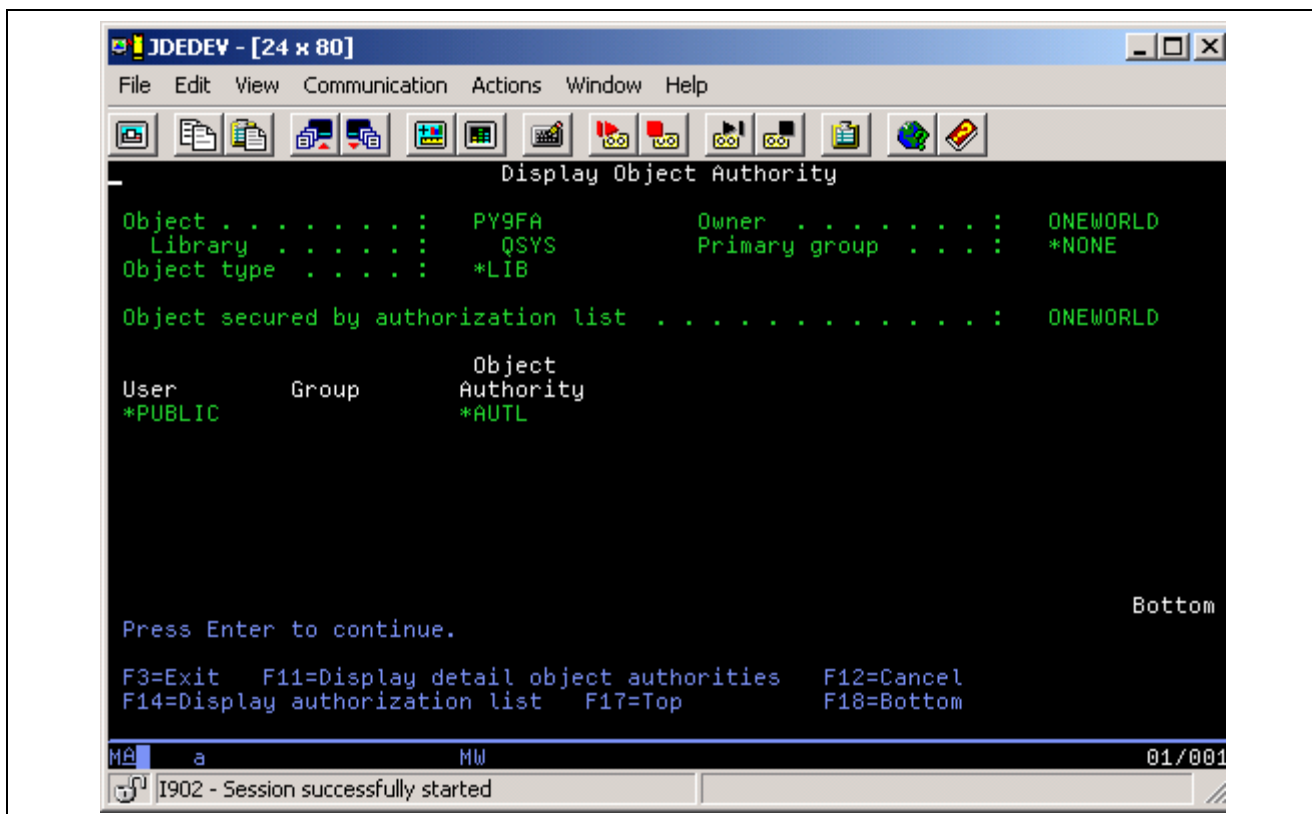 JDEDEV - [24 x 80]
File Edit View Communication Actions Window Help
Display Object Authority
Object . . . . . . . : PY9FA Owner . . . . . . . : ONEWORLD
Library . . . . . : QSYS Primary group . . . : *NONE
Object type . . . . : *LIB
Object secured by authorization list . . . . . . . . . . . . : ONEWORLD
Object
User Group Authority
*PUBLIC *AUTL
Bottom
Press Enter to continue.
F3=Exit F11=Display detail object authorities F12=Cancel
F14=Display authorization list F17=Top F18=Bottom
MA a MW 01/001
I902 - Session successfully started